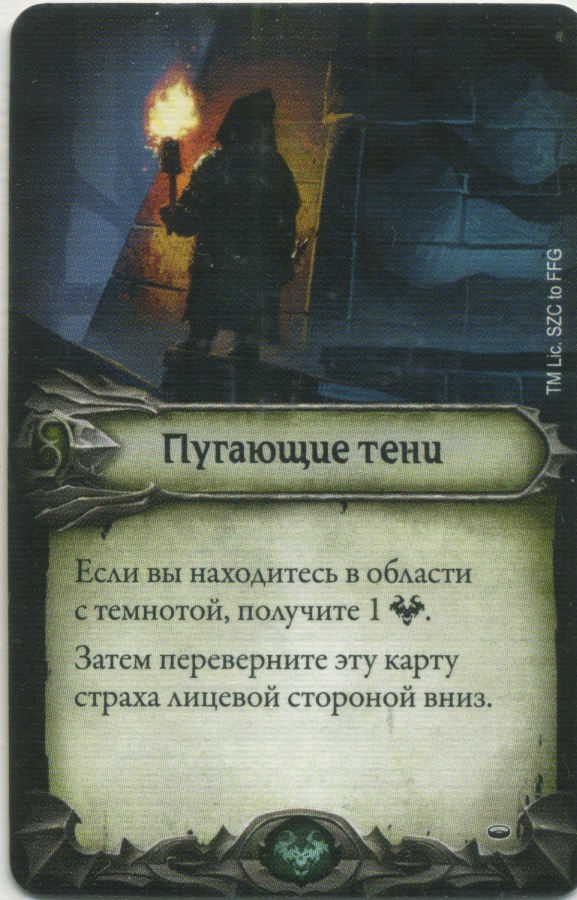 TM Lic. SZC to FFG
Пугающие тени
Если вы находитесь в области
с темнотой, получите 1 .
Затем переверните эту карту
страха лицевой стороной вниз.